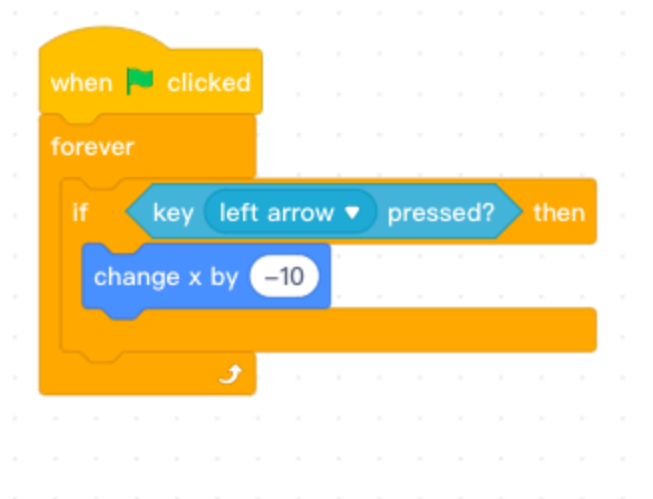 when clicked
forever
if key left arrow pressed? then
change x by –10